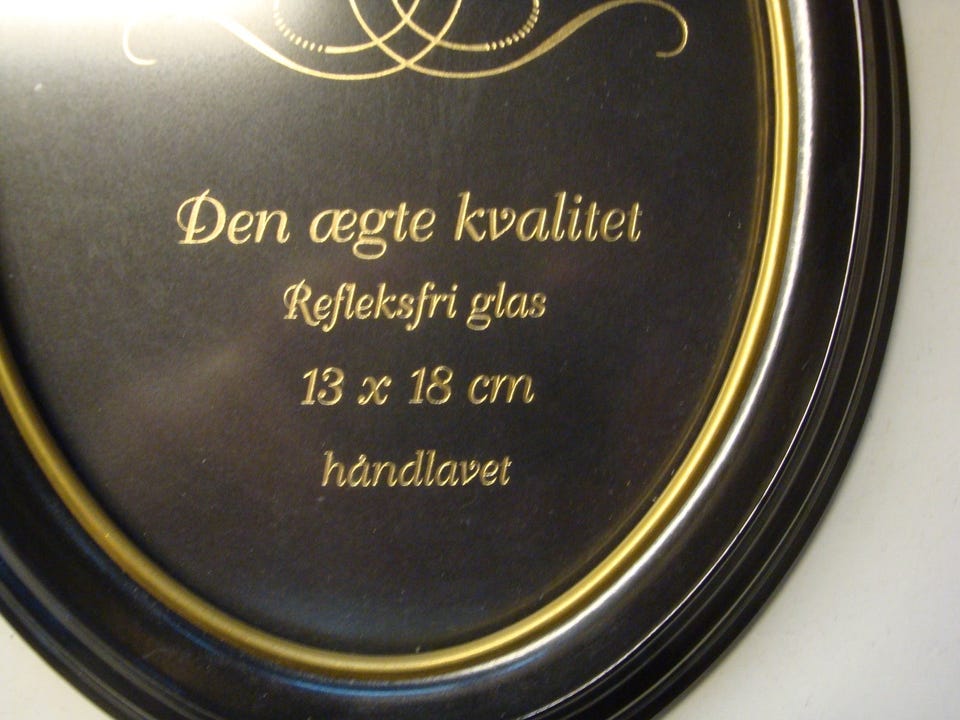 Den ægte kvalitet
Refleksfri glas
13 x 18 cm
håndlavet